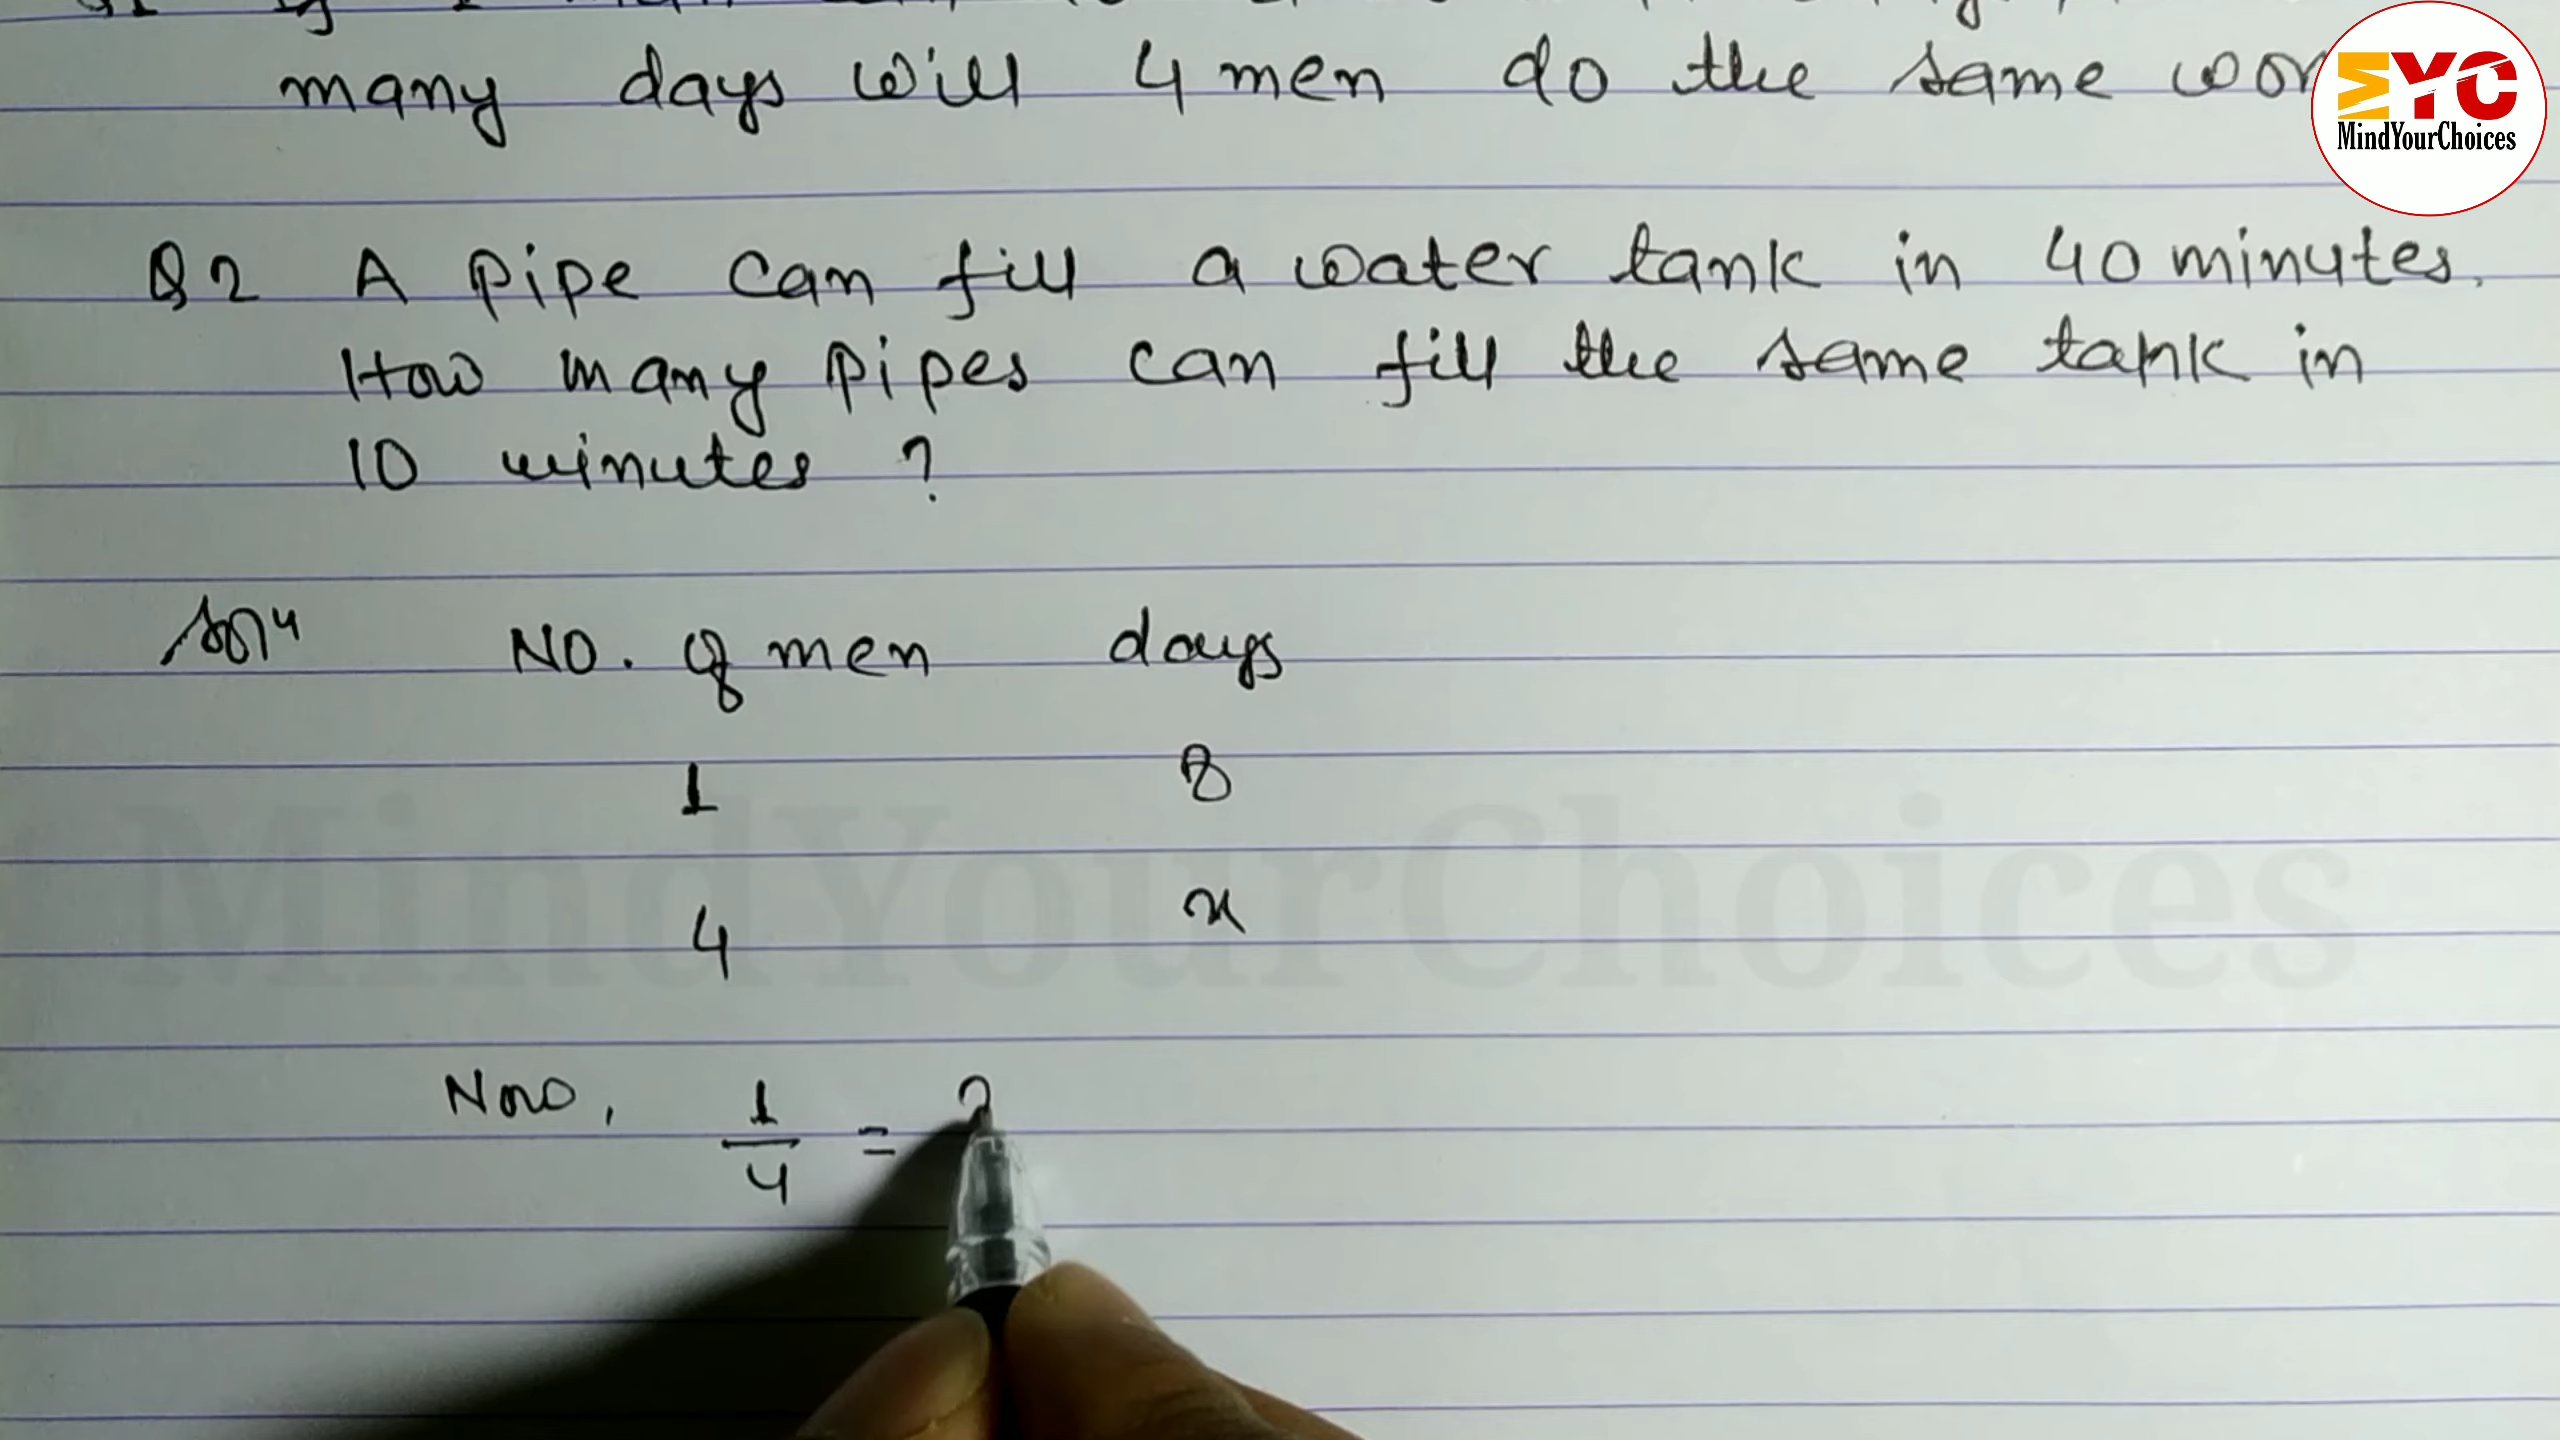 many days will 4 men do the same
MYC
MindYourChoices
Q2 A pipe can fill a water tank in 40 minutes.
How many pipes can fill the same tank in
10 minutes ?
Solⁿ NO. of men days
1 8
4 x
MindYourChoices
Now, 1/4 =